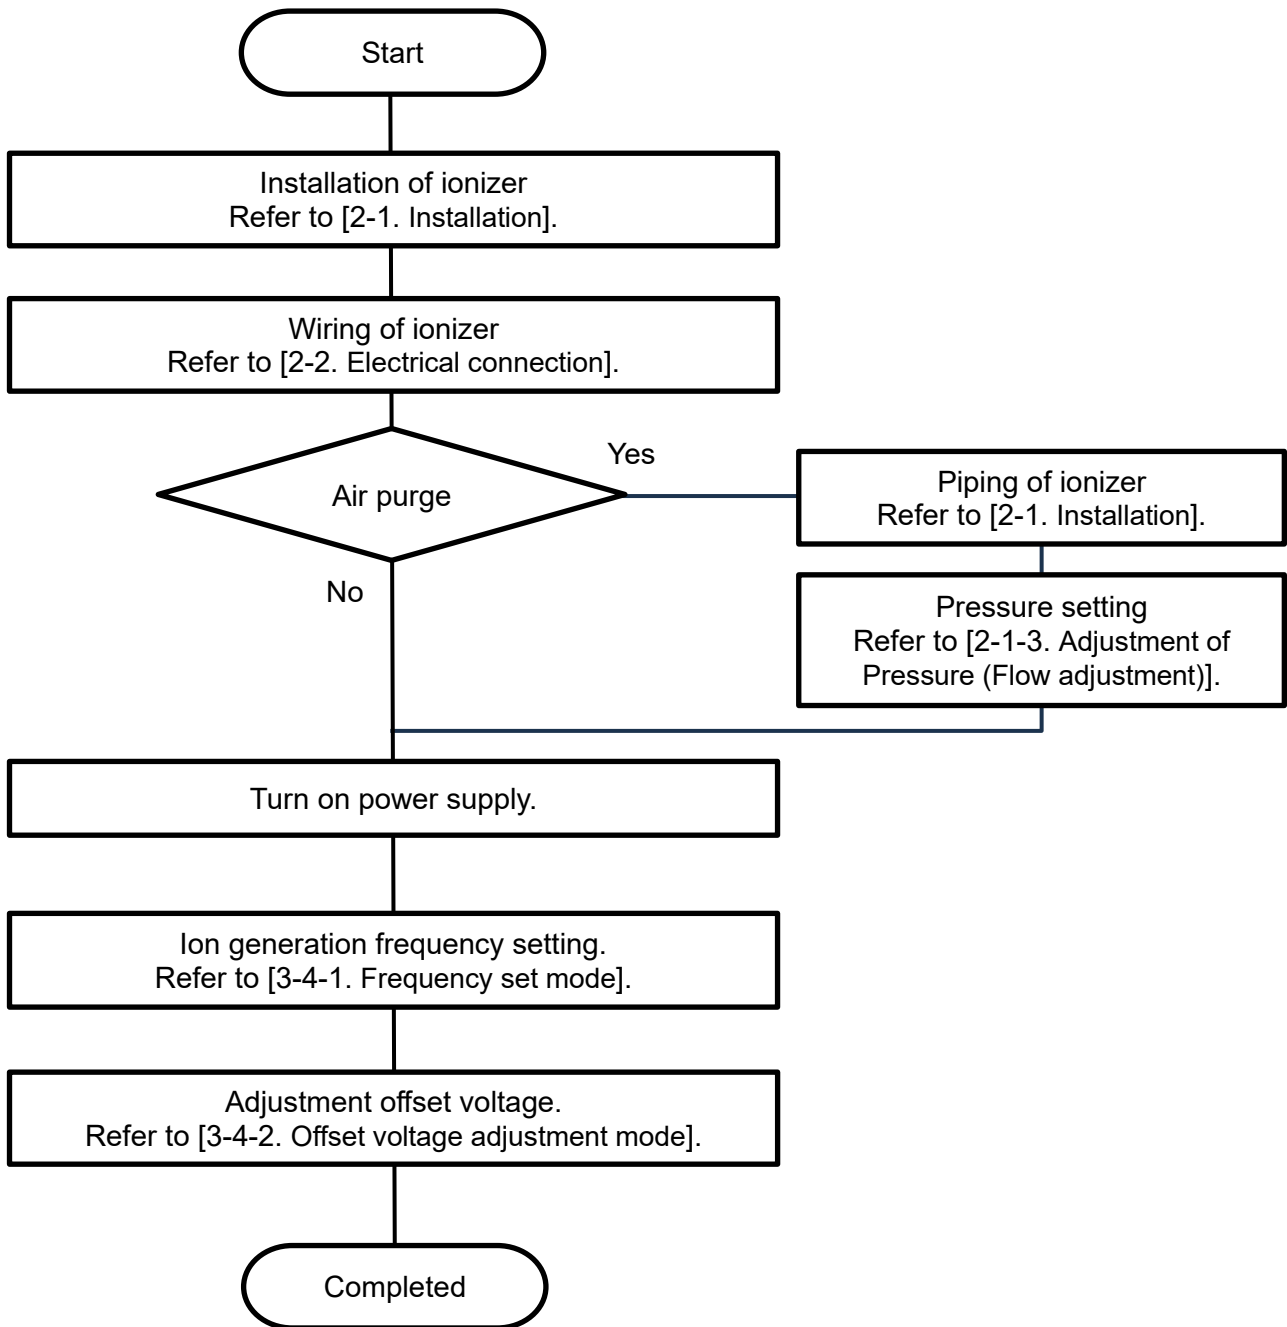 Start
Installation of ionizer
Refer to [2-1. Installation].
Wiring of ionizer
Refer to [2-2. Electrical connection].
Air purge
Yes
No
Piping of ionizer
Refer to [2-1. Installation].
Pressure setting
Refer to [2-1-3. Adjustment of
Pressure (Flow adjustment)].
Turn on power supply.
Ion generation frequency setting.
Refer to [3-4-1. Frequency set mode].
Adjustment offset voltage.
Refer to [3-4-2. Offset voltage adjustment mode].
Completed